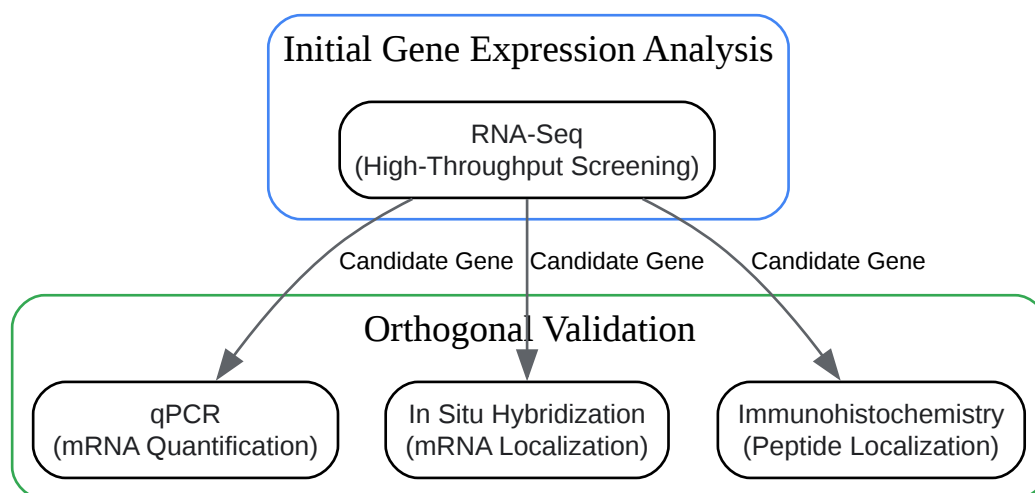 Initial Gene Expression Analysis
RNA-Seq
(High-Throughput Screening)
Candidate Gene
Candidate Gene
Candidate Gene
Orthogonal Validation
qPCR
(mRNA Quantification)
In Situ Hybridization
(mRNA Localization)
Immunohistochemistry
(Peptide Localization)